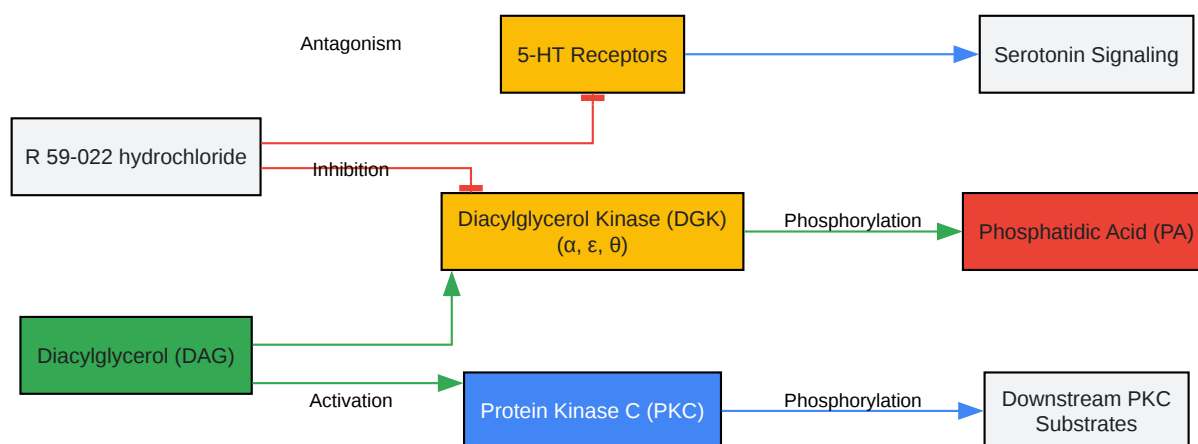 Antagonism
5-HT Receptors
Serotonin Signaling
R 59-022 hydrochloride
Inhibition
Diacylglycerol Kinase (DGK)
(α, ε, θ)
Phosphorylation
Phosphatidic Acid (PA)
Diacylglycerol (DAG)
Activation
Protein Kinase C (PKC)
Phosphorylation
Downstream PKC
Substrates